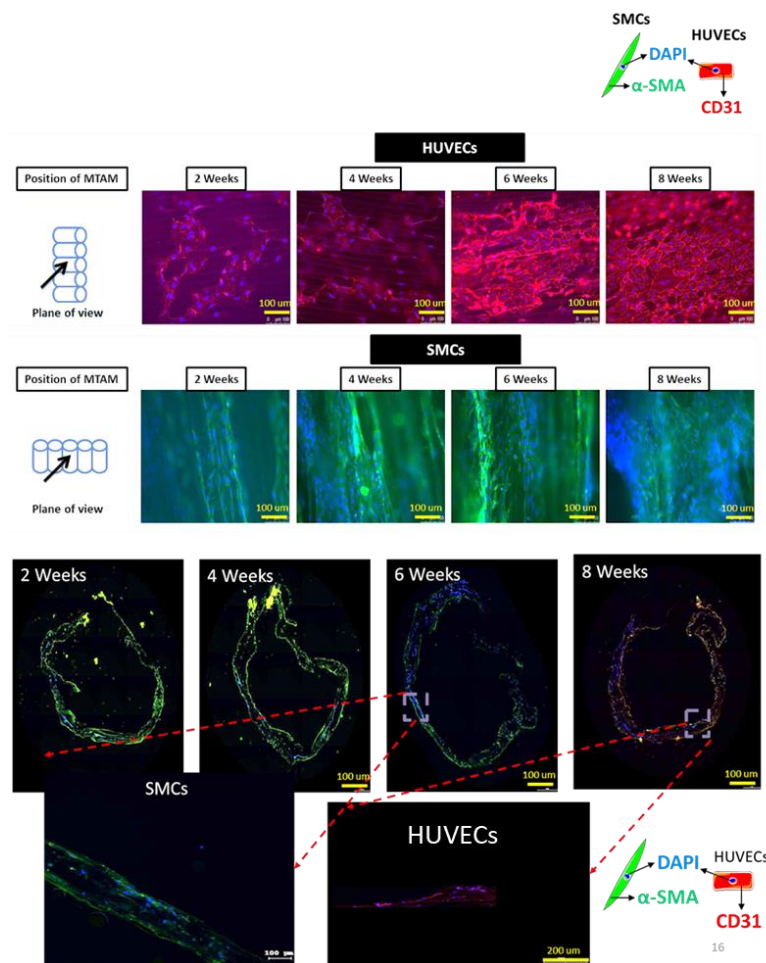 SMCs
HUVECs
DAPI
α-SMA
CD31
HUVECs
Position of MTAM
2 Weeks
4 Weeks
6 Weeks
8 Weeks
Plane of view
100 um
100 um
100 um
100 um
SMCs
Position of MTAM
2 Weeks
4 Weeks
6 Weeks
8 Weeks
Plane of view
100 um
100 um
100 um
100 um
2 Weeks
4 Weeks
6 Weeks
8 Weeks
100 um
100 um
100 um
100 um
SMCs
100 µm
HUVECs
200 um
HUVECs
DAPI
α-SMA
CD31
16